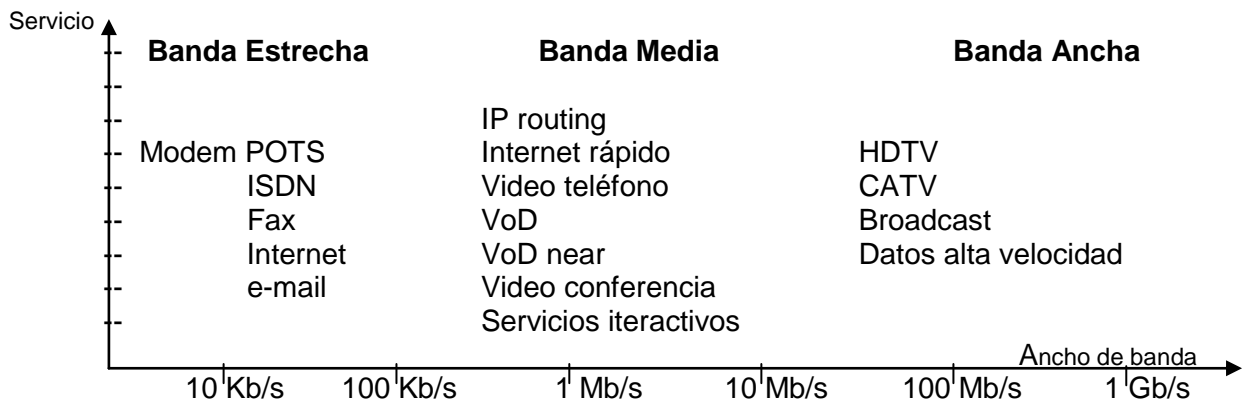 Servicio
Banda Estrecha Banda Media Banda Ancha
IP routing
Modem POTS Internet rápido HDTV
ISDN Video teléfono CATV
Fax VoD Broadcast
Internet VoD near Datos alta velocidad
e-mail Video conferencia
Servicios iteractivos
Ancho de banda
10 Kb/s 100 Kb/s 1 Mb/s 10 Mb/s 100 Mb/s 1 Gb/s